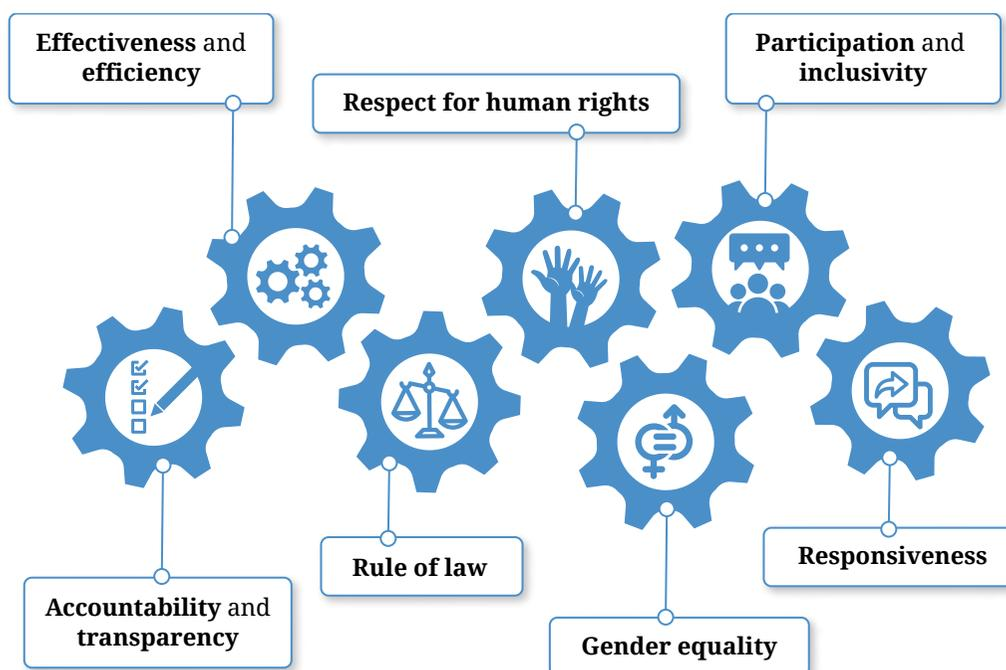 Effectiveness and
efficiency
Respect for human rights
Participation and
inclusivity
Accountability and
transparency
Rule of law
Gender equality
Responsiveness